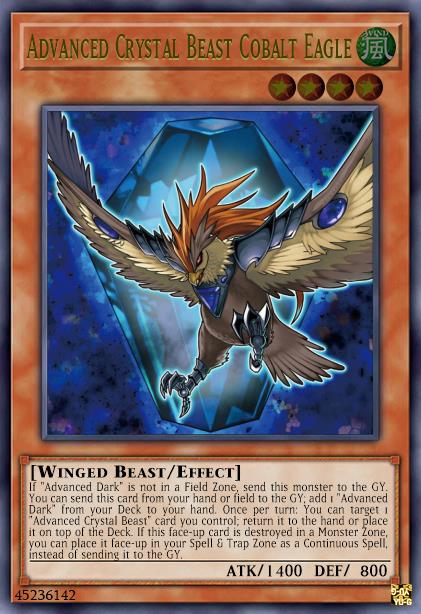 ADVANCED CRYSTAL BEAST COBALT EAGLE
WIND
風
[WINGED BEAST/EFFECT]
If "Advanced Dark" is not in a Field Zone, send this monster to the GY.
You can send this card from your hand or field to the GY; add 1 "Advanced
Dark" from your Deck to your hand. Once per turn: You can target 1
"Advanced Crystal Beast" card you control; return it to the hand or place
it on top of the Deck. If this face-up card is destroyed in a Monster Zone,
you can place it face-up in your Spell & Trap Zone as a Continuous Spell,
instead of sending it to the GY.
ATK/1400 DEF/ 800
45236142